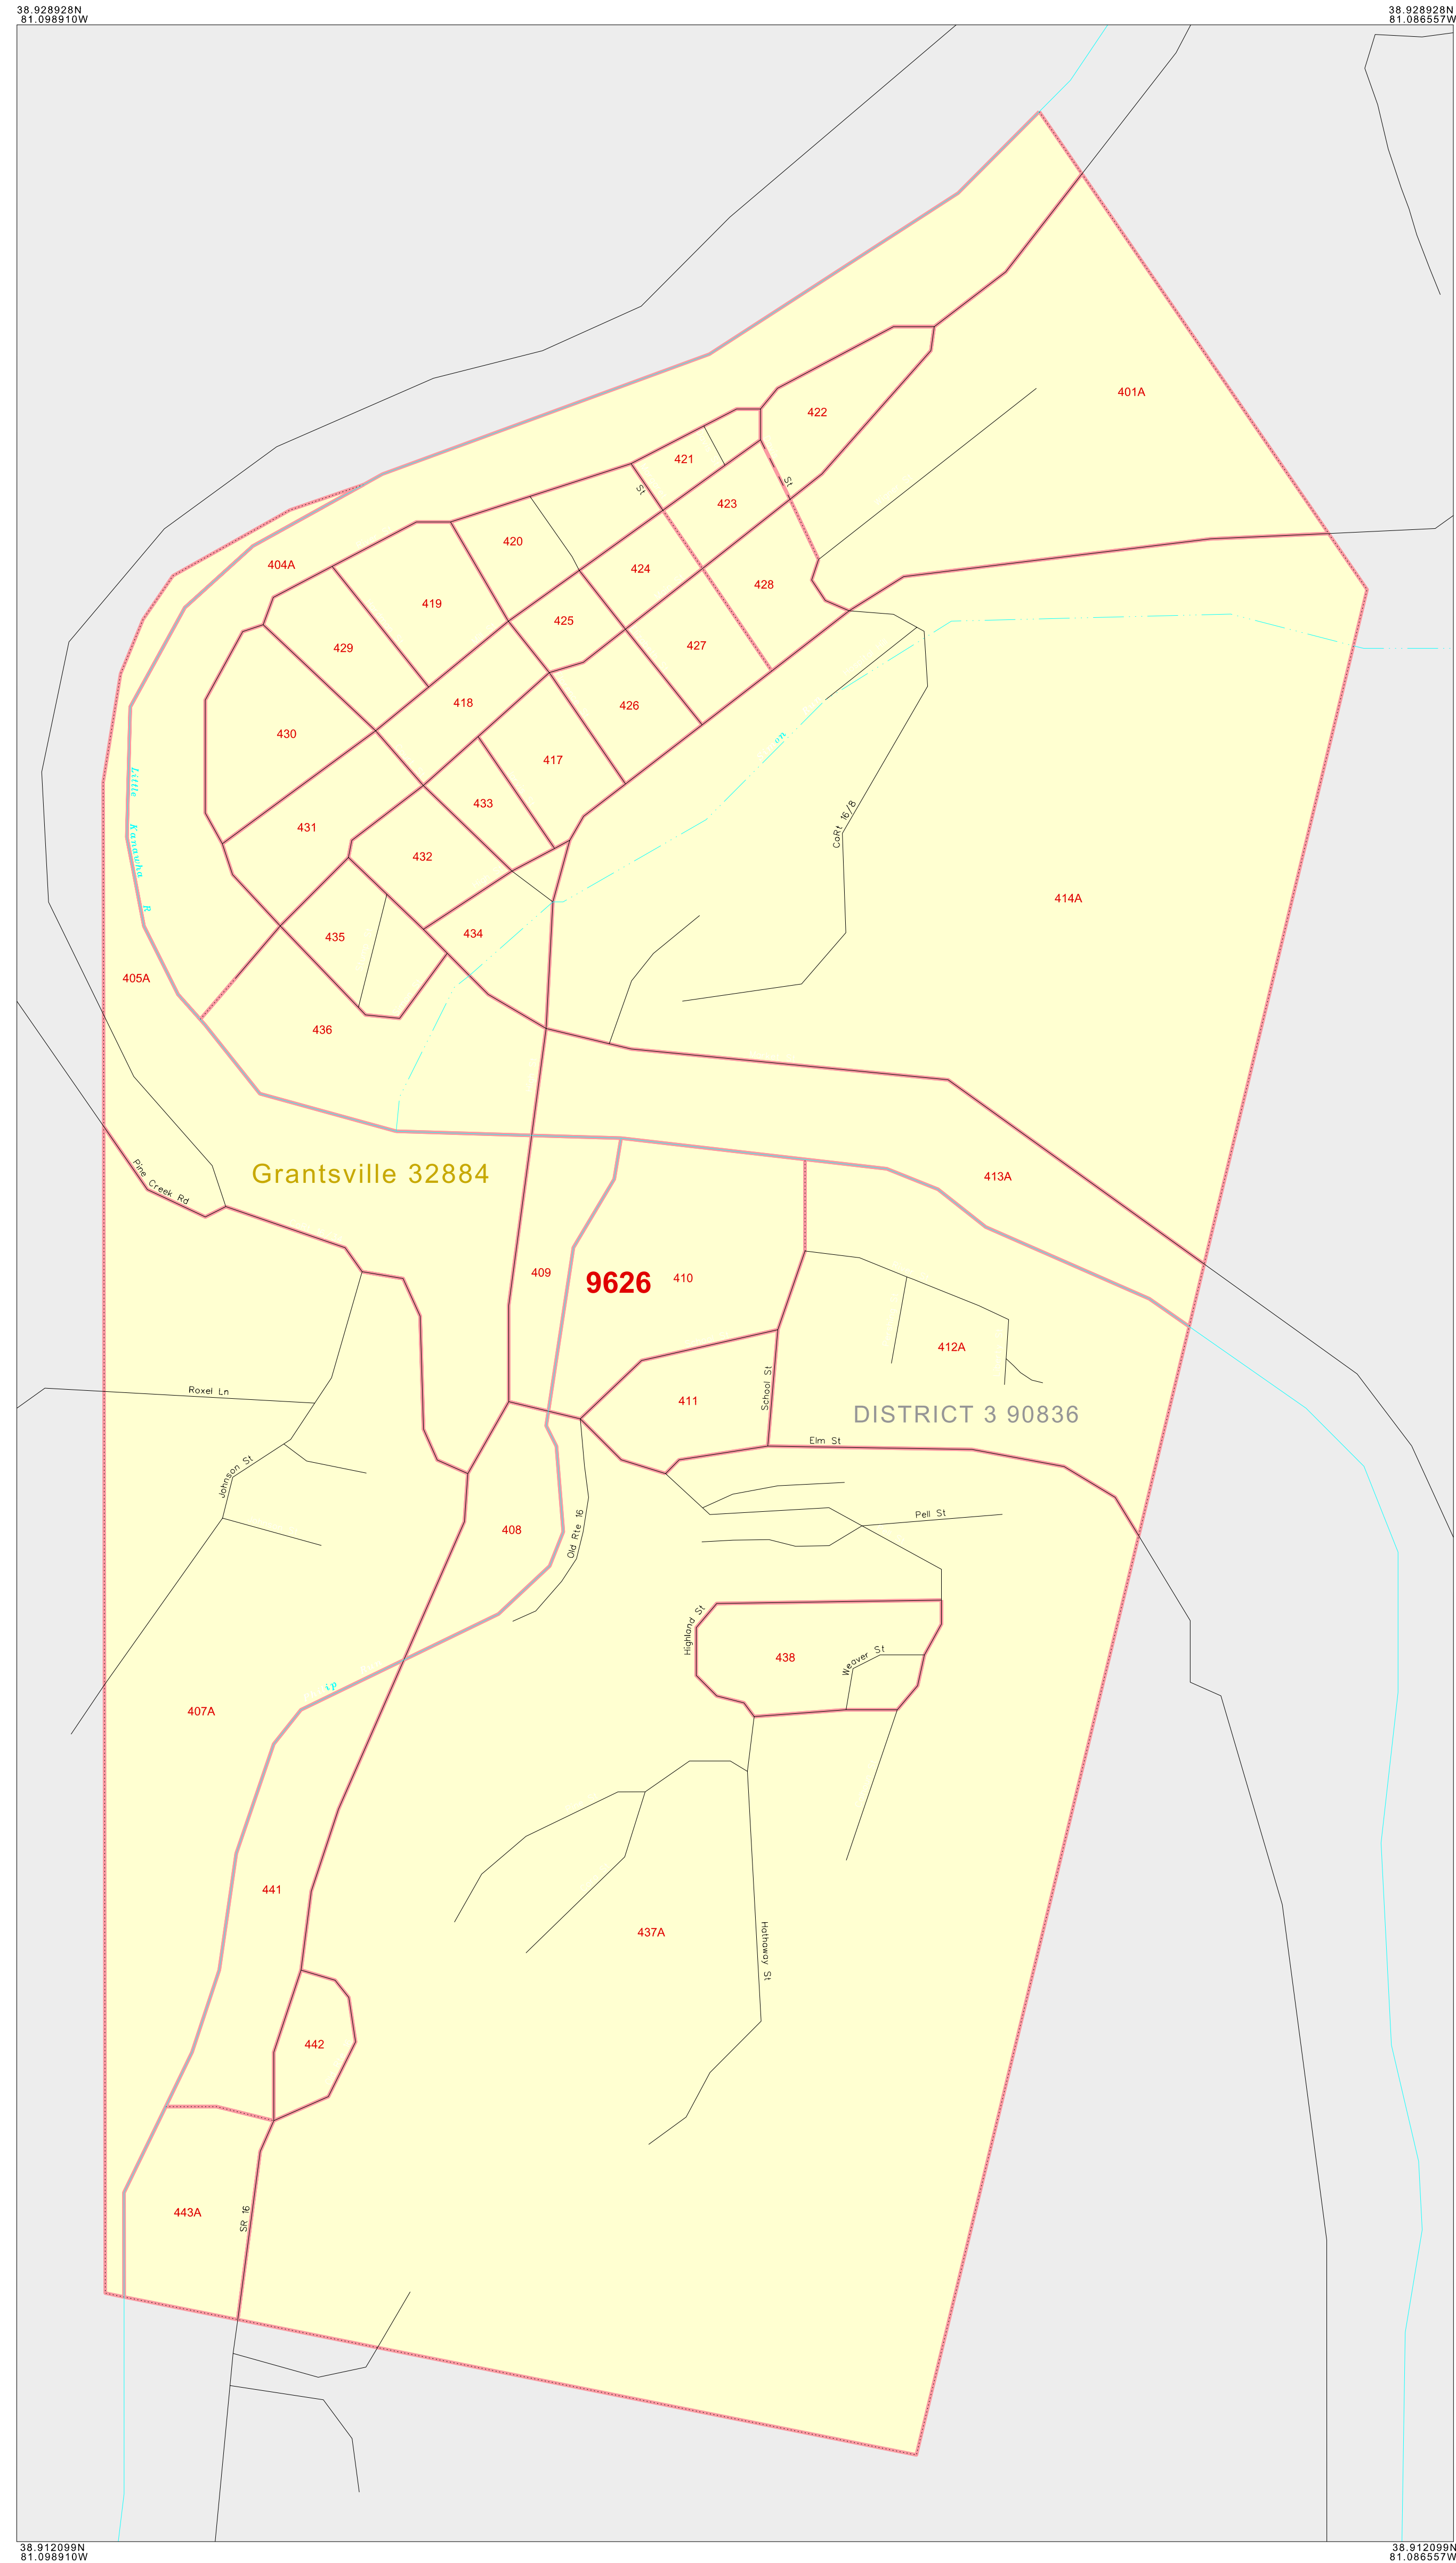 38.928928N
81.098910W
38.928928N
81.086557W
401A
422
421
St
St
423
420
424
404A
428
419
425
429
427
418
426
430
on
417
Little Kanawha R
433
CoRt 16/8
431
432
414A
434
435
405A
436
Pine Creek Rd
Grantsville 32884
413A
409
9626
410
412A
Roxel Ln
School St
411
DISTRICT 3 90836
Elm St
Johnson St
Old Rte 16
408
Pell St
Highland St
438
Weaver St
407A
441
437A
Hathaway St
442
443A
SR 16
38.912099N
81.098910W
38.912099N
81.086557W